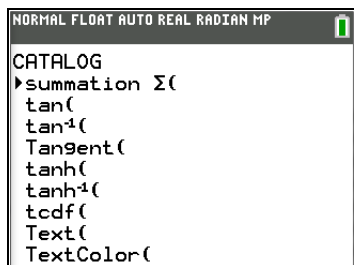 NORMAL FLOAT AUTO REAL RADIAN MP
CATALOG
▶summation Σ(
tan(
tan⁻¹(
Tangent(
tanh(
tanh⁻¹(
tcdf(
Text(
TextColor(